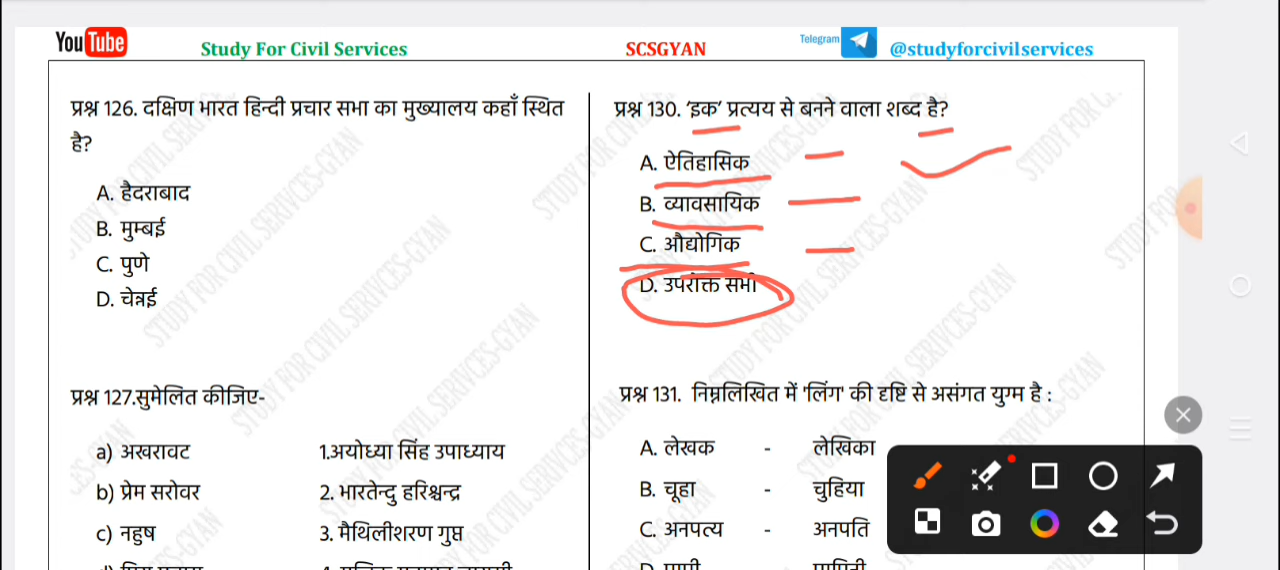 YouTube
Study For Civil Services
SCSGYAN
Telegram
@studyforcivilservices
प्रश्न 126. दक्षिण भारत हिन्दी प्रचार सभा का मुख्यालय कहाँ स्थित
है?
A. हैदराबाद
B. मुम्बई
C. पुणे
D. चेन्नई
प्रश्न 127.सुमेलित कीजिए-
a) अखरावट 1.अयोध्या सिंह उपाध्याय
b) प्रेम सरोवर 2. भारतेन्दु हरिश्चन्द्र
c) नहुष 3. मैथिलीशरण गुप्त
प्रश्न 130. ‘इक’ प्रत्यय से बनने वाला शब्द है?
A. ऐतिहासिक
B. व्यावसायिक
C. औद्योगिक
D. उपरोक्त सभी
प्रश्न 131. निम्नलिखित में 'लिंग' की दृष्टि से असंगत युग्म है :
A. लेखक - लेखिका
B. चूहा - चुहिया
C. अनपत्य - अनपति